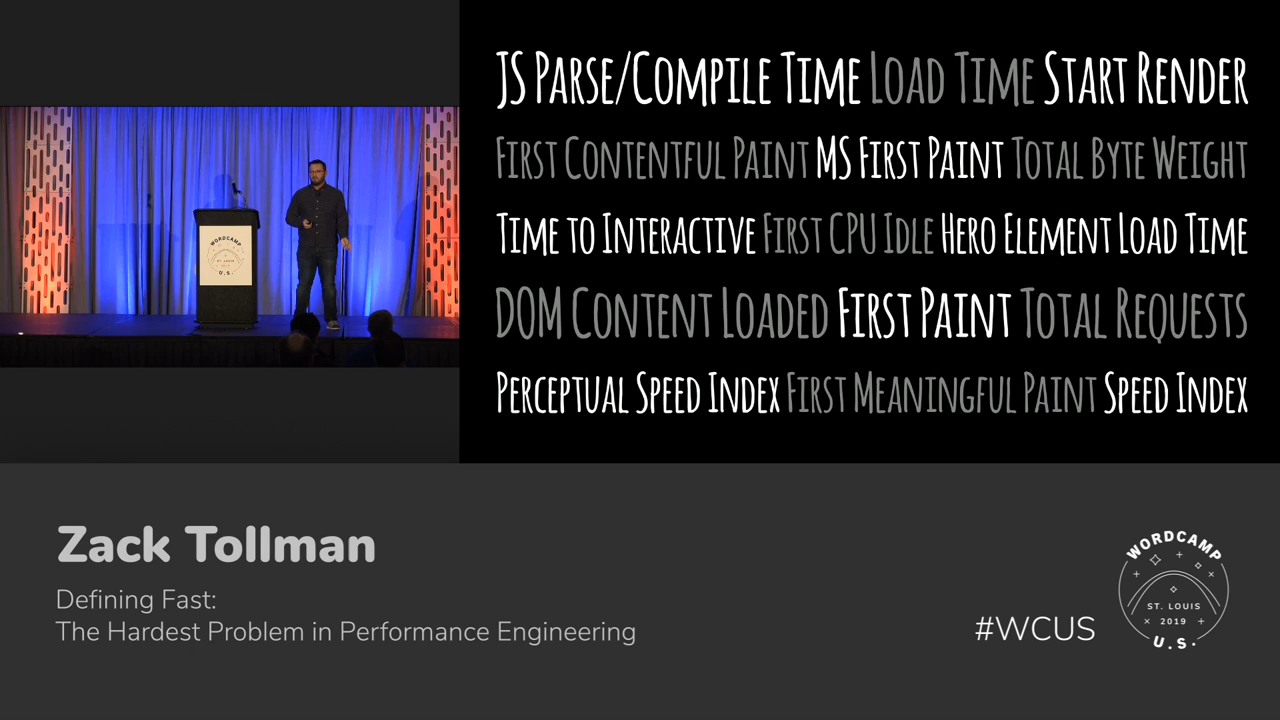 JS Parse/Compile Time Load Time Start Render
First Contentful Paint MS First Paint Total Byte Weight
Time to Interactive First CPU Idle Hero Element Load Time
DOM Content Loaded First Paint Total Requests
Perceptual Speed Index First Meaningful Paint Speed Index
WORDCAMP
U.S.
Zack Tollman
Defining Fast:
The Hardest Problem in Performance Engineering
#WCUS
WORDCAMP
ST. LOUIS
2019
U.S.